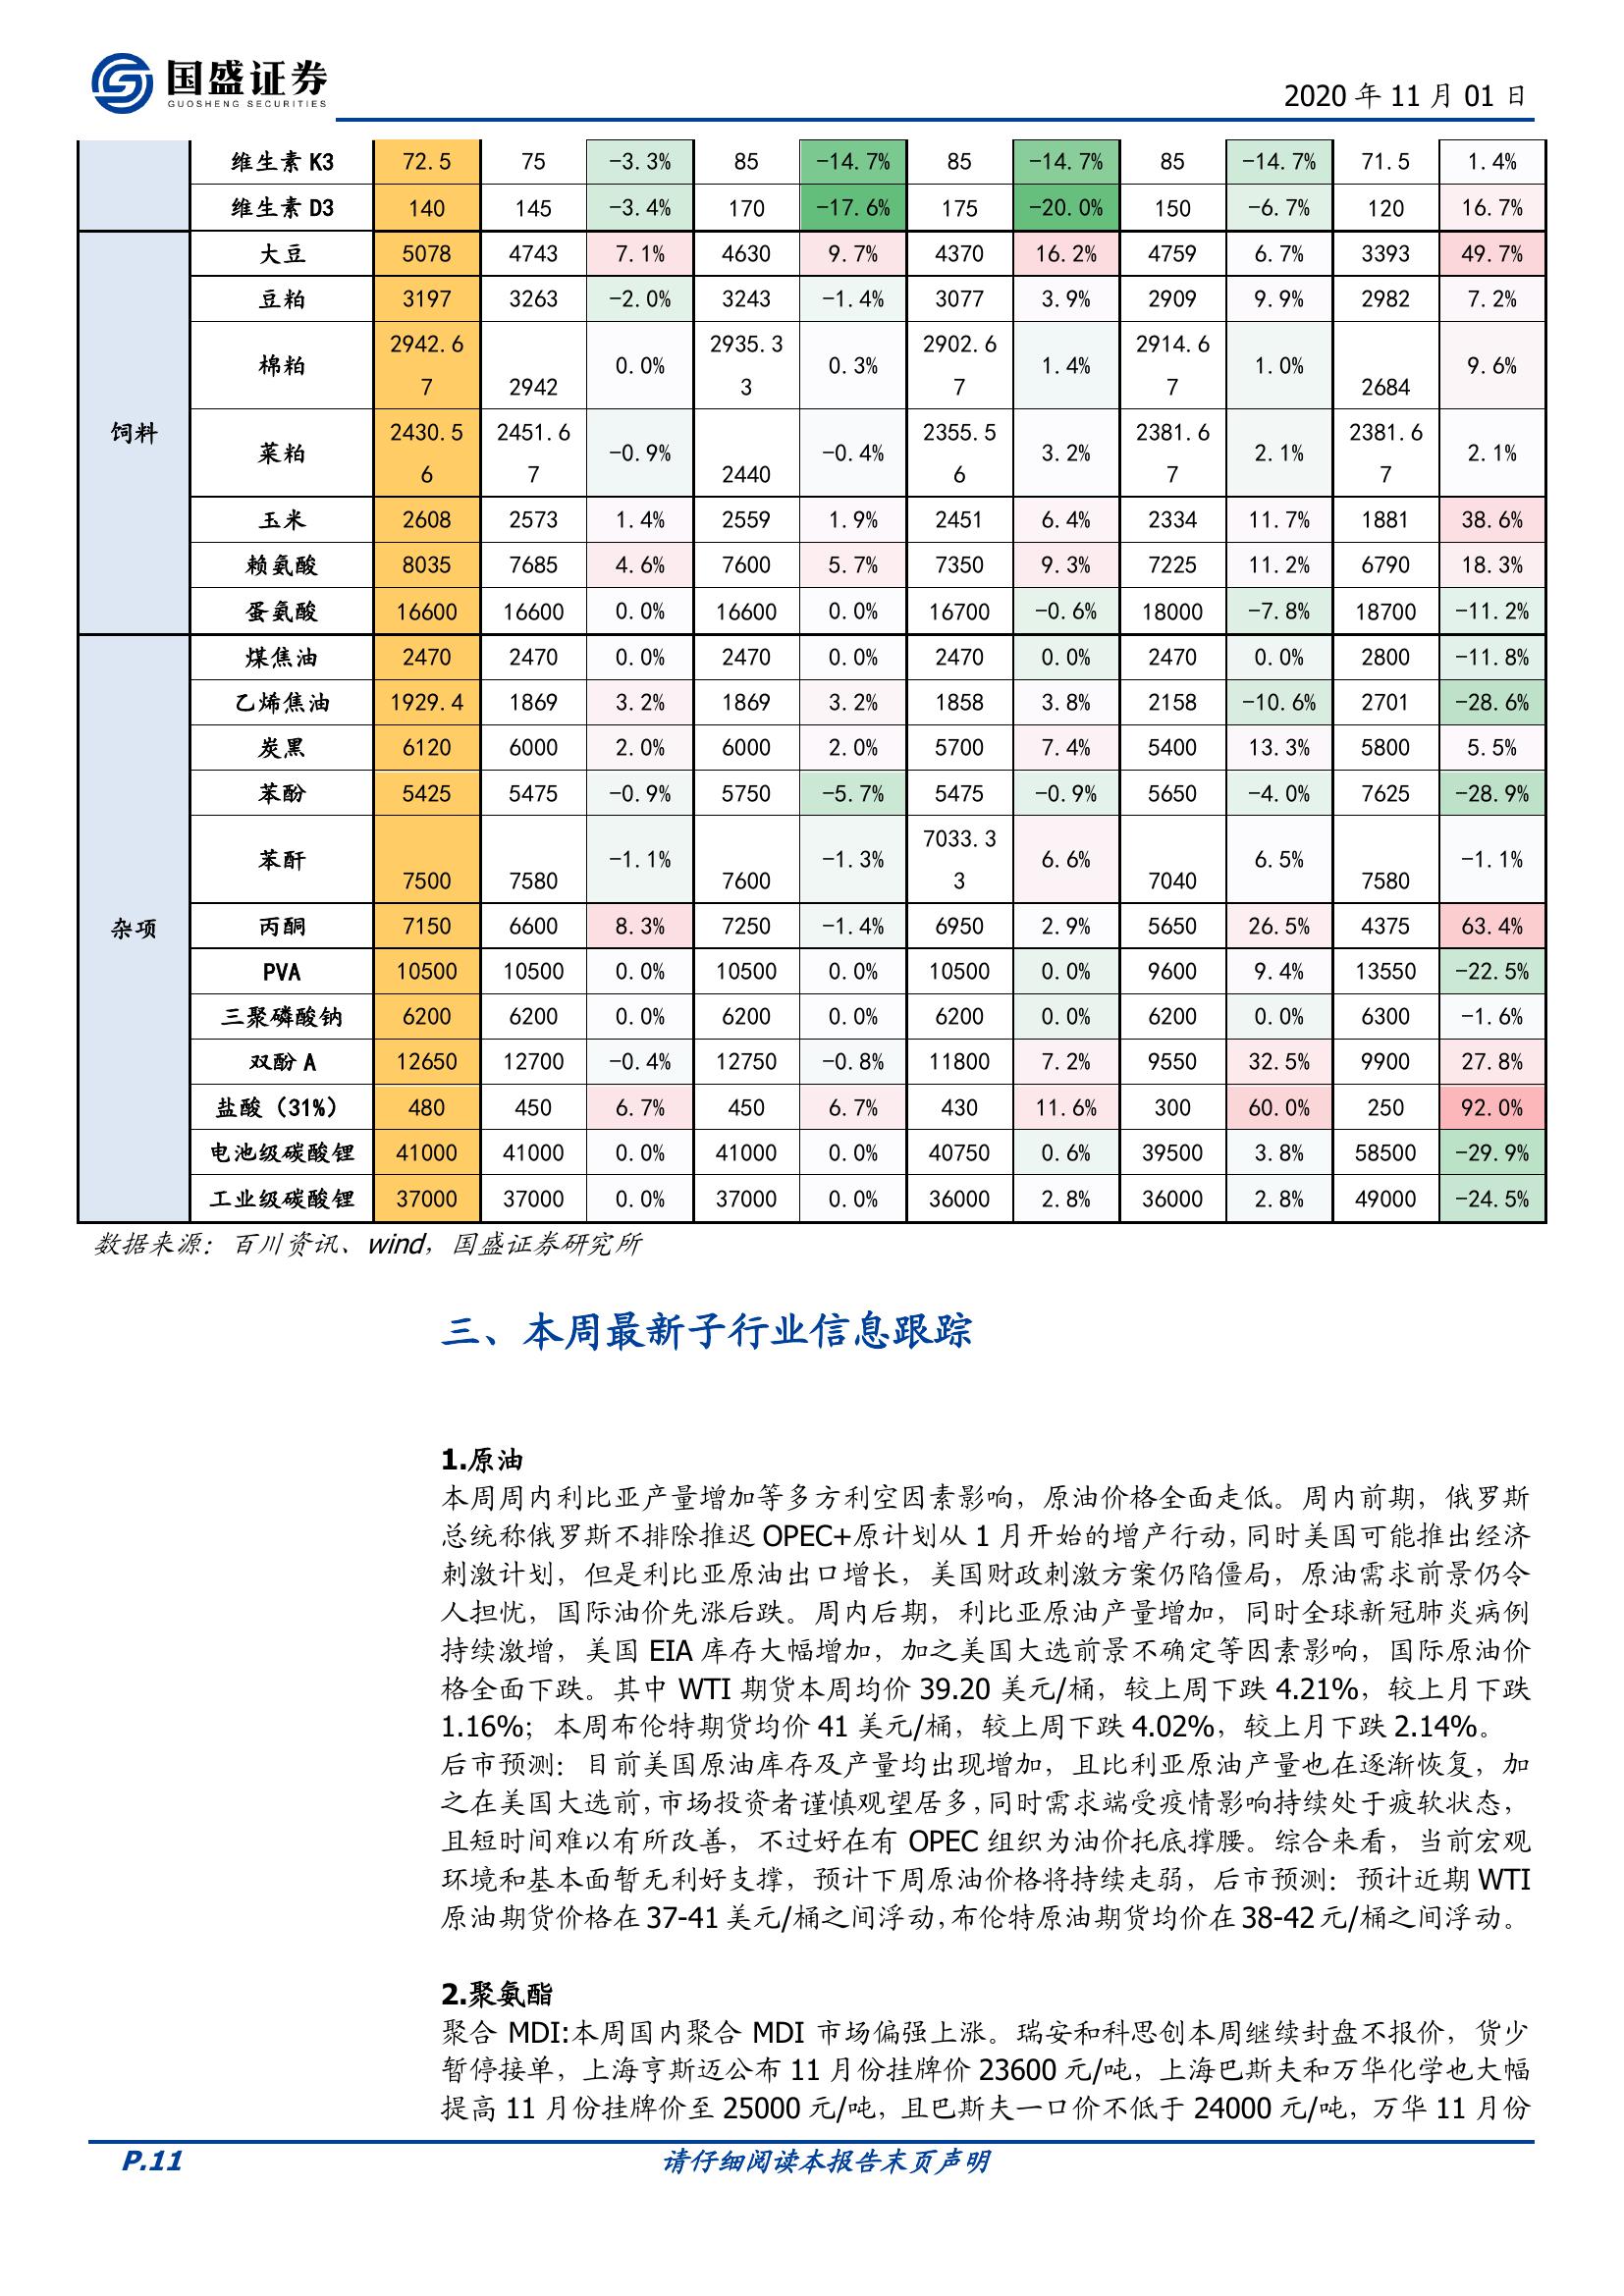 国盛证券
GUOSHENG SECURITIES
2020 年 11 月 01 日
维生素 K3 72.5 75 -3.3% 85 -14.7% 85 -14.7% 85 -14.7% 71.5 1.4%
维生素 D3 140 145 -3.4% 170 -17.6% 175 -20.0% 150 -6.7% 120 16.7%
饲料
大豆 5078 4743 7.1% 4630 9.7% 4370 16.2% 4759 6.7% 3393 49.7%
豆粕 3197 3263 -2.0% 3243 -1.4% 3077 3.9% 2909 9.9% 2982 7.2%
棉粕 2942.67 2942 0.0% 2935.33 0.3% 2902.67 1.4% 2914.67 1.0% 2684 9.6%
菜粕 2430.56 2451.67 -0.9% 2440 -0.4% 2355.56 3.2% 2381.67 2.1% 2381.67 2.1%
玉米 2608 2573 1.4% 2559 1.9% 2451 6.4% 2334 11.7% 1881 38.6%
赖氨酸 8035 7685 4.6% 7600 5.7% 7350 9.3% 7225 11.2% 6790 18.3%
蛋氨酸 16600 16600 0.0% 16600 0.0% 16700 -0.6% 18000 -7.8% 18700 -11.2%
杂项
煤焦油 2470 2470 0.0% 2470 0.0% 2470 0.0% 2470 0.0% 2800 -11.8%
乙烯焦油 1929.4 1869 3.2% 1869 3.2% 1858 3.8% 2158 -10.6% 2701 -28.6%
炭黑 6120 6000 2.0% 6000 2.0% 5700 7.4% 5400 13.3% 5800 5.5%
苯酚 5425 5475 -0.9% 5750 -5.7% 5475 -0.9% 5650 -4.0% 7625 -28.9%
苯酐 7500 7580 -1.1% 7600 -1.3% 7033.33 6.6% 7040 6.5% 7580 -1.1%
丙酮 7150 6600 8.3% 7250 -1.4% 6950 2.9% 5650 26.5% 4375 63.4%
PVA 10500 10500 0.0% 10500 0.0% 10500 0.0% 9600 9.4% 13550 -22.5%
三聚磷酸钠 6200 6200 0.0% 6200 0.0% 6200 0.0% 6200 0.0% 6300 -1.6%
双酚 A 12650 12700 -0.4% 12750 -0.8% 11800 7.2% 9550 32.5% 9900 27.8%
盐酸（31%） 480 450 6.7% 450 6.7% 430 11.6% 300 60.0% 250 92.0%
电池级碳酸锂 41000 41000 0.0% 41000 0.0% 40750 0.6% 39500 3.8% 58500 -29.9%
工业级碳酸锂 37000 37000 0.0% 37000 0.0% 36000 2.8% 36000 2.8% 49000 -24.5%
数据来源：百川资讯、wind，国盛证券研究所
三、本周最新子行业信息跟踪
1.原油
本周周内利比亚产量增加等多方利空因素影响，原油价格全面走低。周内前期，俄罗斯
总统称俄罗斯不排除推迟 OPEC+原计划从 1 月开始的增产行动，同时美国可能推出经济
刺激计划，但是利比亚原油出口增长，美国财政刺激方案仍陷僵局，原油需求前景仍令
人担忧，国际油价先涨后跌。周内后期，利比亚原油产量增加，同时全球新冠肺炎病例
持续激增，美国 EIA 库存大幅增加，加之美国大选前景不确定等因素影响，国际原油价
格全面下跌。其中 WTI 期货本周均价 39.20 美元/桶，较上周下跌 4.21%，较上月下跌
1.16%；本周布伦特期货均价 41 美元/桶，较上周下跌 4.02%，较上月下跌 2.14%。
后市预测：目前美国原油库存及产量均出现增加，且比利亚原油产量也在逐渐恢复，加
之在美国大选前，市场投资者谨慎观望居多，同时需求端受疫情影响持续处于疲软状态，
且短时间难以有所改善，不过好在有 OPEC 组织为油价托底撑腰。综合来看，当前宏观
环境和基本面暂无利好支撑，预计下周原油价格将持续走弱，后市预测：预计近期 WTI
原油期货价格在 37-41 美元/桶之间浮动，布伦特原油期货均价在 38-42 元/桶之间浮动。
2.聚氨酯
聚合 MDI:本周国内聚合 MDI 市场偏强上涨。瑞安和科思创本周继续封盘不报价，货少
暂停接单，上海亨斯迈公布 11 月份挂牌价 23600 元/吨，上海巴斯夫和万华化学也大幅
提高 11 月份挂牌价至 25000 元/吨，且巴斯夫一口价不低于 24000 元/吨，万华 11 月份
P.11
请仔细阅读本报告末页声明